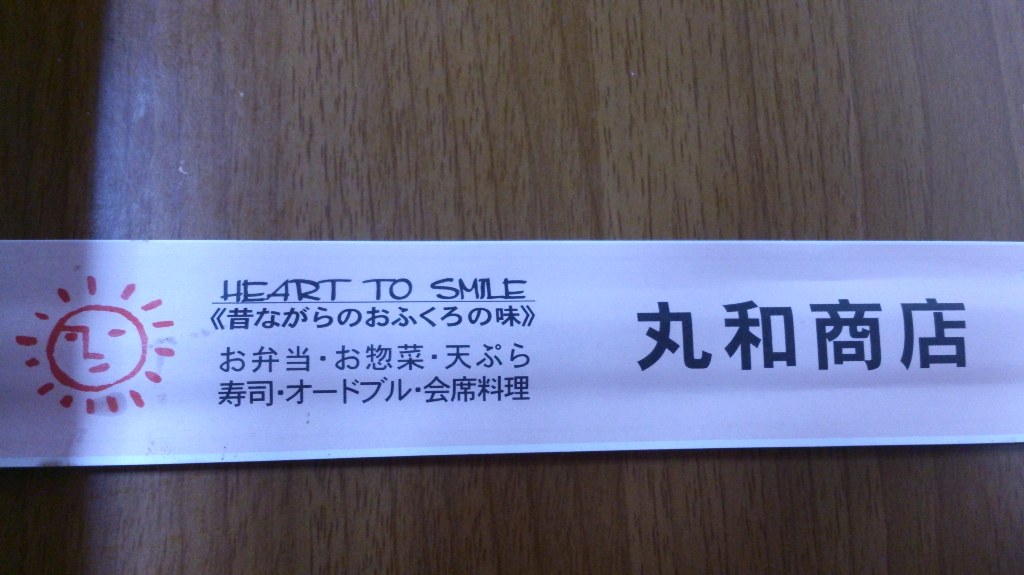 HEART TO SMILE
《昔ながらのおふくろの味》
お弁当・お惣菜・天ぷら
寿司・オードブル・会席料理
丸和商店